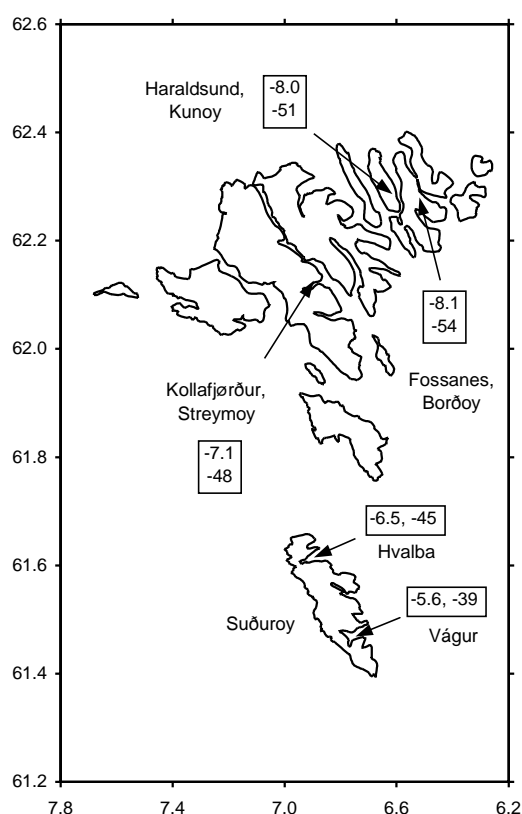 62.6
Haraldsund,
Kunoy
-8.0
-51
62.4
62.2
-8.1
-54
62.0
Fossanes,
Borðoy
Kollafjørður,
Streymoy
-7.1
-48
61.8
-6.5, -45
Hvalba
61.6
-5.6, -39
Suðuroy
Vágur
61.4
61.2
7.8
7.4
7.0
6.6
6.2